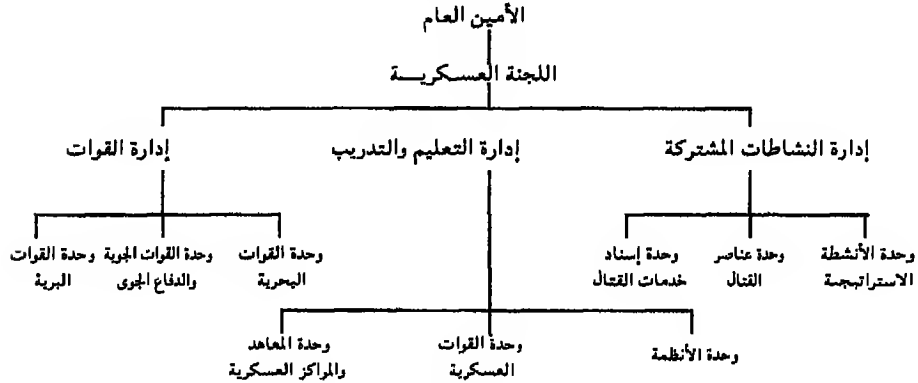 الأمين العام
اللجنة العسكريــة
إدارة النشاطات المشتركة
إدارة التعليم والتدريب
إدارة القوات
وحدة الأنشطة
الاستراتيجية
وحدة عناصر
القتال
وحدة إسناد
خدمات القتال
وحدة القوات
البحرية
وحدة القوات الجوية
والدفاع الجوى
وحدة القوات
البرية
وحدة الأنظمة
وحدة القوات
العسكرية
وحدة المعاهد
والمراكز العسكرية